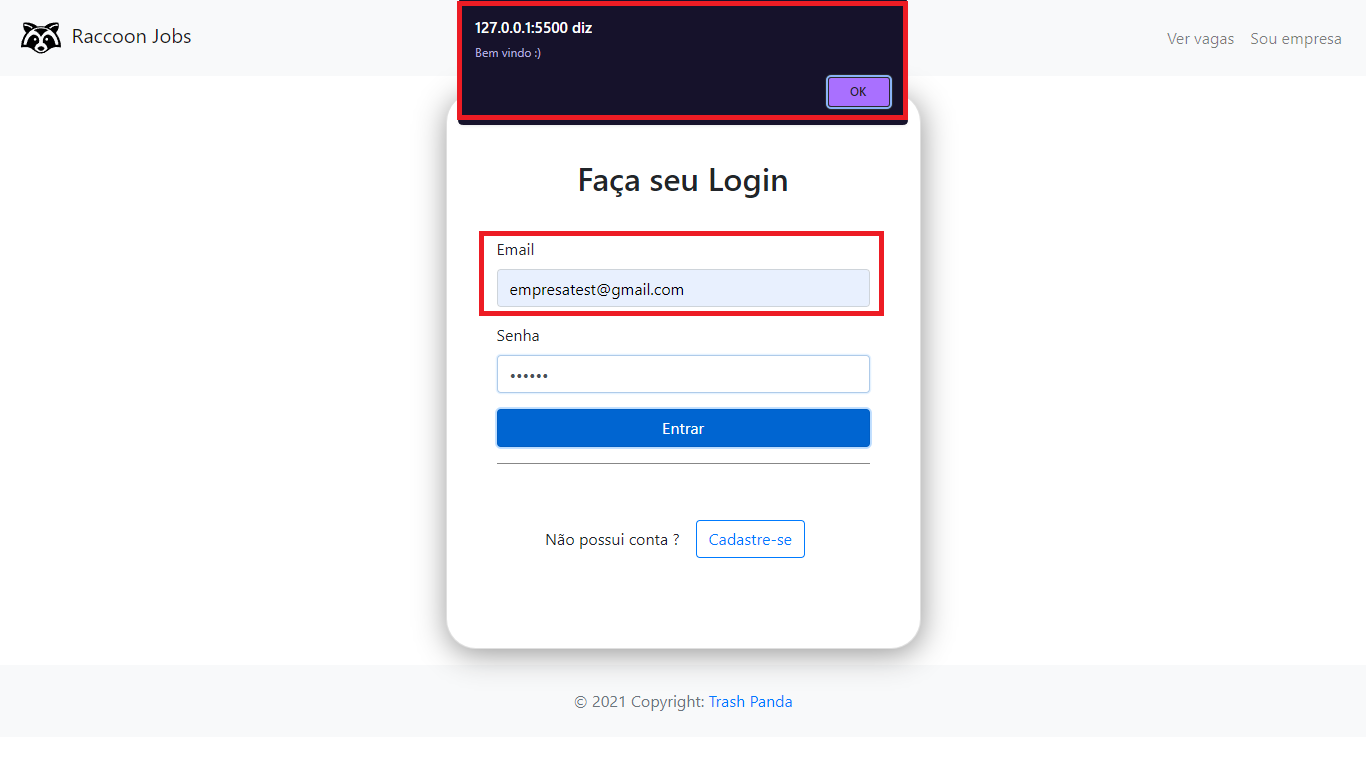 Raccoon Jobs
Ver vagas
Sou empresa
127.0.0.1:5500 diz
Bem vindo :)
OK
Faça seu Login
Email
empresatest@gmail.com
Senha
••••••
Entrar
Não possui conta ?
Cadastre-se
© 2021 Copyright: Trash Panda